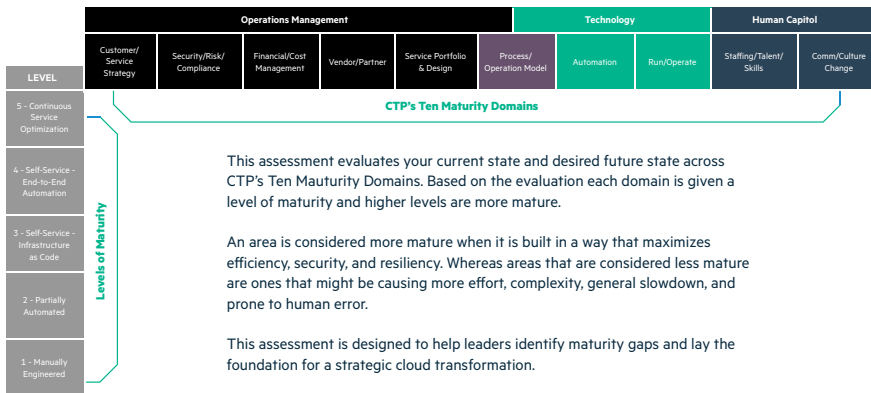 Operations Management
Technology
Human Capitol
Customer/
Service
Strategy
Security/Risk/
Compliance
Financial/Cost
Management
Vendor/Partner
Service Portfolio
& Design
Process/
Operation Model
Automation
Run/Operate
Staffing/Talent/
Skills
Comm/Culture
Change
LEVEL
CTP's Ten Maturity Domains
5 - Continuous
Service
Optimization
4 - Self-Service -
End-to-End
Automation
3 - Self-Service -
Infrastructure
as Code
2 - Partially
Automated
1 - Manually
Engineered
Levels of Maturity
This assessment evaluates your current state and desired future state across
CTP's Ten Mauturity Domains. Based on the evaluation each domain is given a
level of maturity and higher levels are more mature.
An area is considered more mature when it is built in a way that maximizes
efficiency, security, and resiliency. Whereas areas that are considered less mature
are ones that might be causing more effort, complexity, general slowdown, and
prone to human error.
This assessment is designed to help leaders identify maturity gaps and lay the
foundation for a strategic cloud transformation.